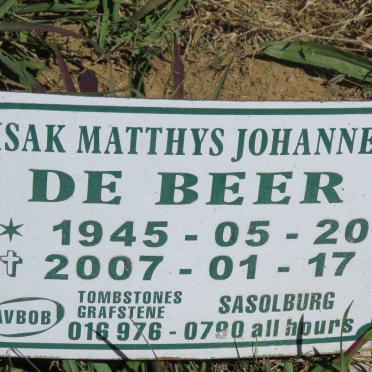 ISAK MATTHYS JOHANNE
DE BEER
1945 - 05 - 20
2007 - 01 - 17
AVBOB
TOMBSTONES
GRAFSTENE
SASOLBURG
016 976 - 0790 all hours